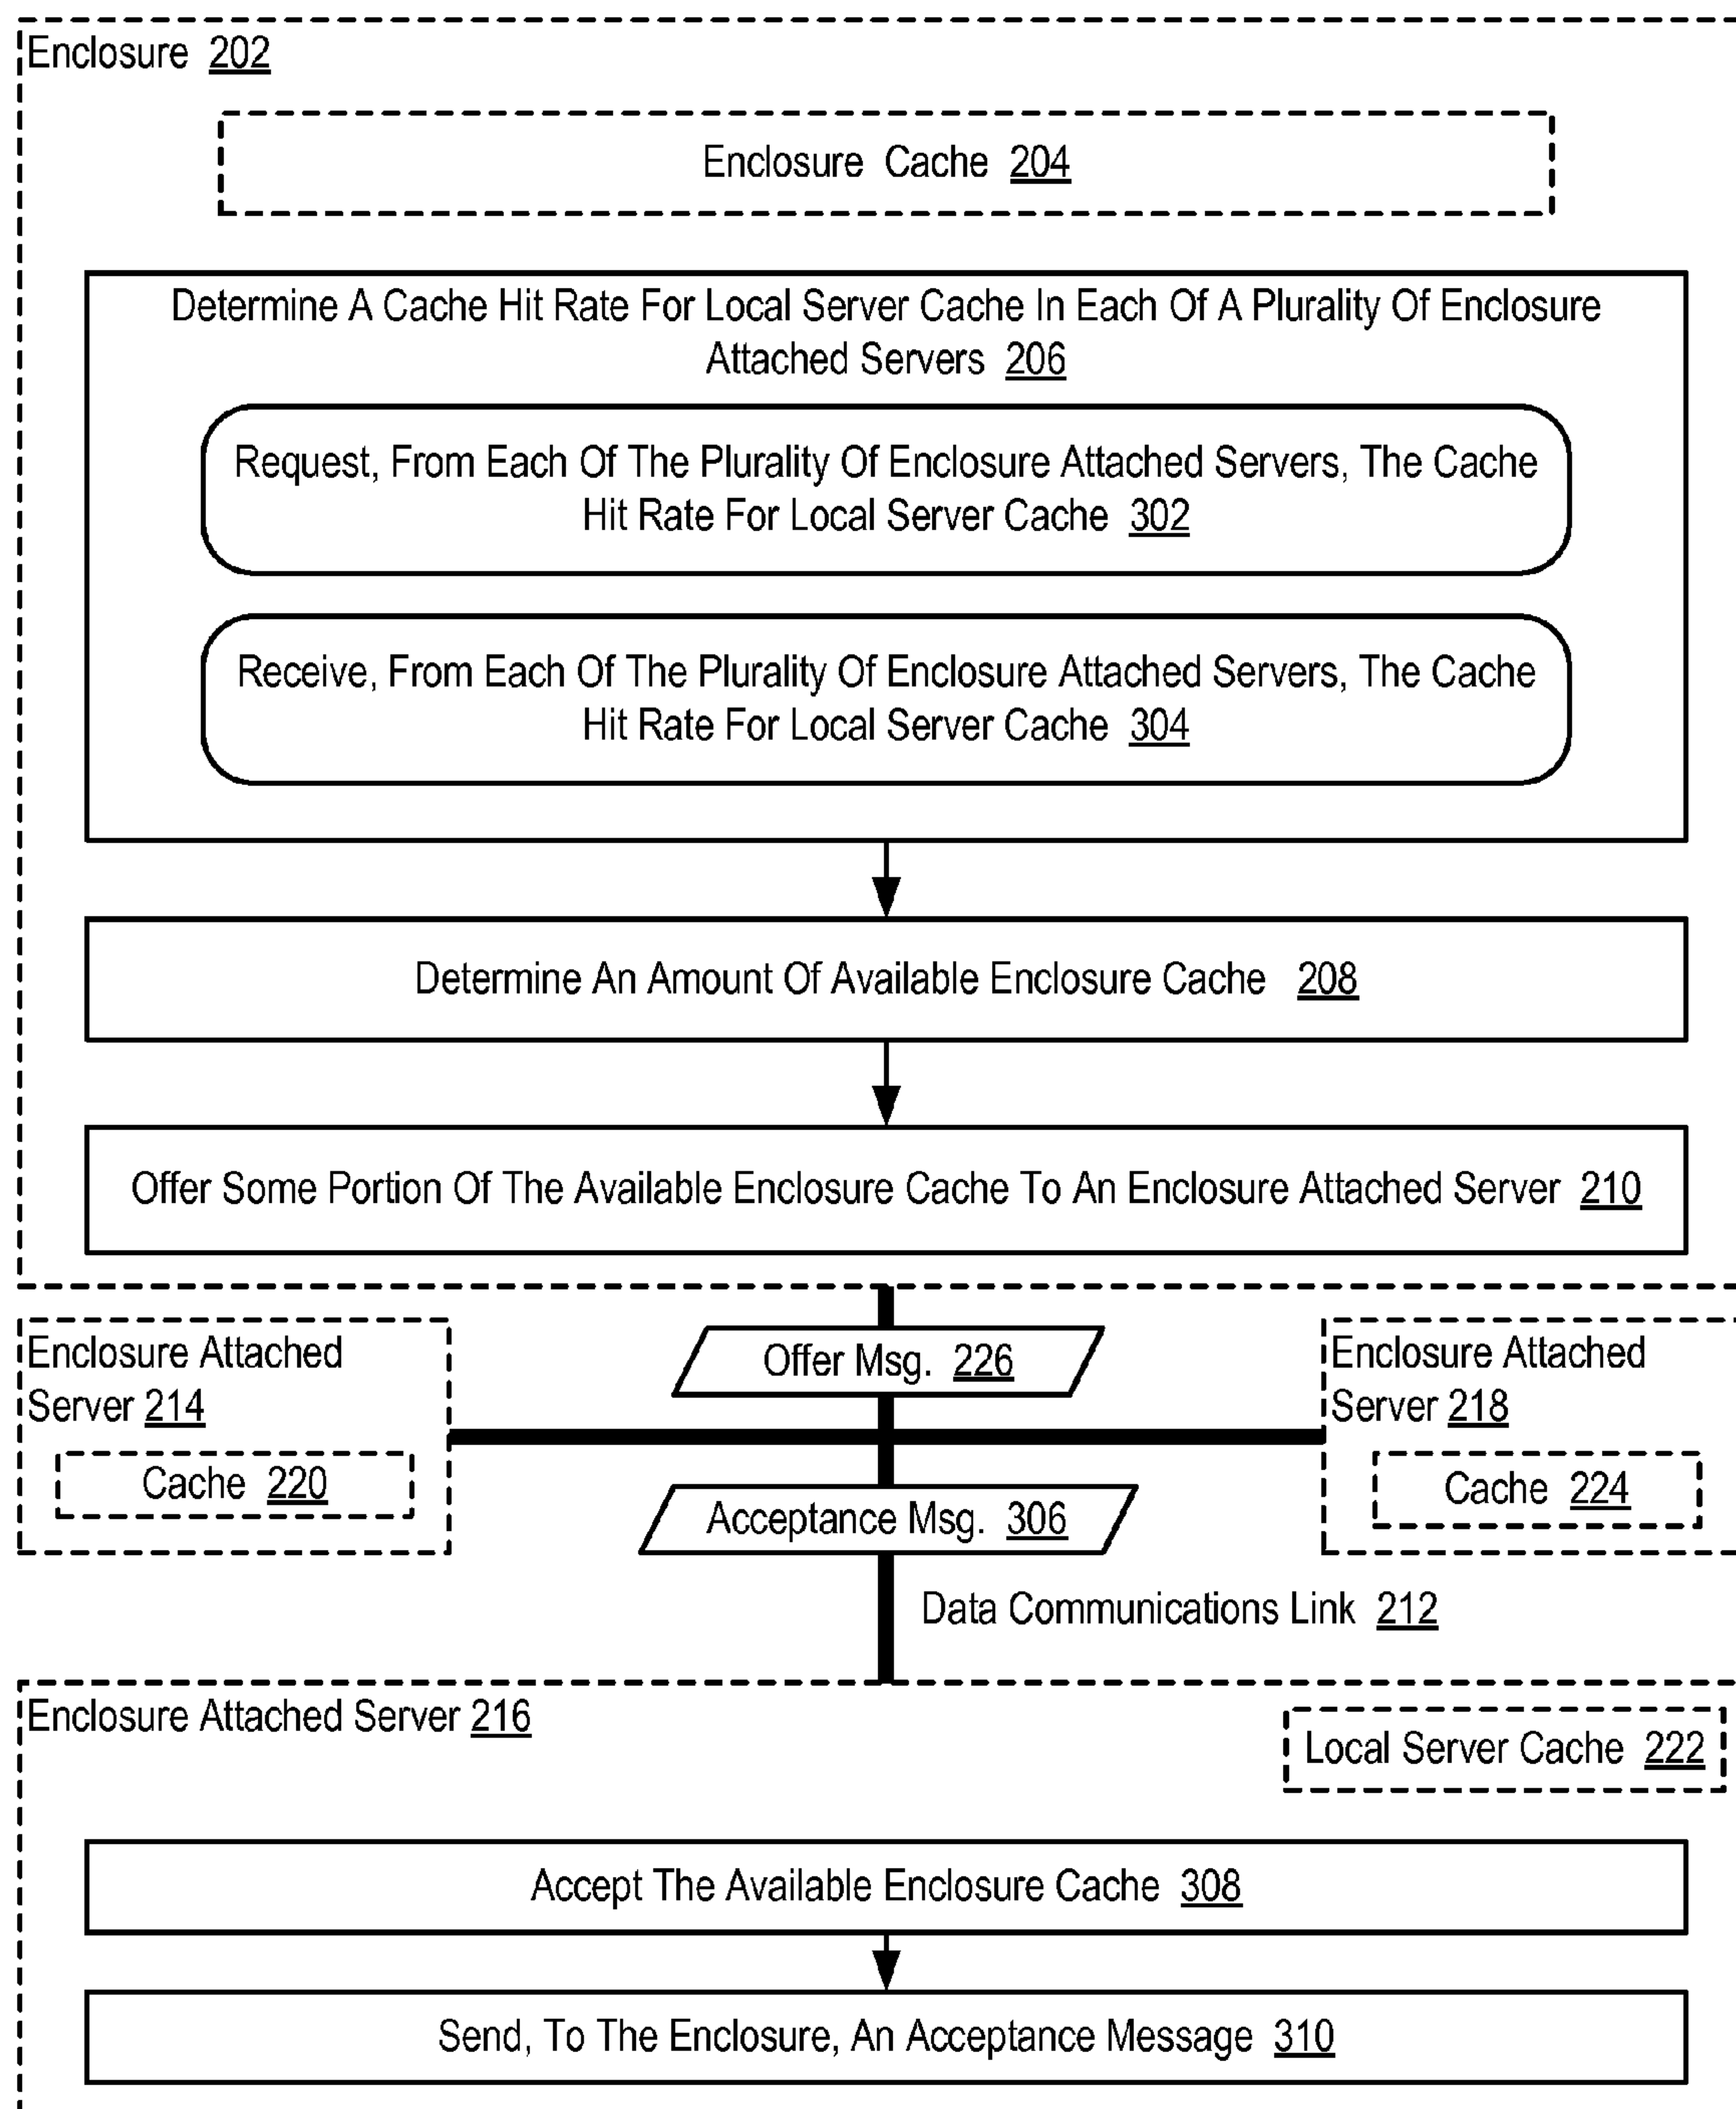 Enclosure 202
Enclosure Cache 204
Determine A Cache Hit Rate For Local Server Cache In Each Of A Plurality Of Enclosure
Attached Servers 206
Request, From Each Of The Plurality Of Enclosure Attached Servers, The Cache
Hit Rate For Local Server Cache 302
Receive, From Each Of The Plurality Of Enclosure Attached Servers, The Cache
Hit Rate For Local Server Cache 304
Determine An Amount Of Available Enclosure Cache 208
Offer Some Portion Of The Available Enclosure Cache To An Enclosure Attached Server 210
Enclosure Attached
Server 214
Cache 220
Offer Msg. 226
Acceptance Msg. 306
Enclosure Attached
Server 218
Cache 224
Data Communications Link 212
Enclosure Attached Server 216
Local Server Cache 222
Accept The Available Enclosure Cache 308
Send, To The Enclosure, An Acceptance Message 310